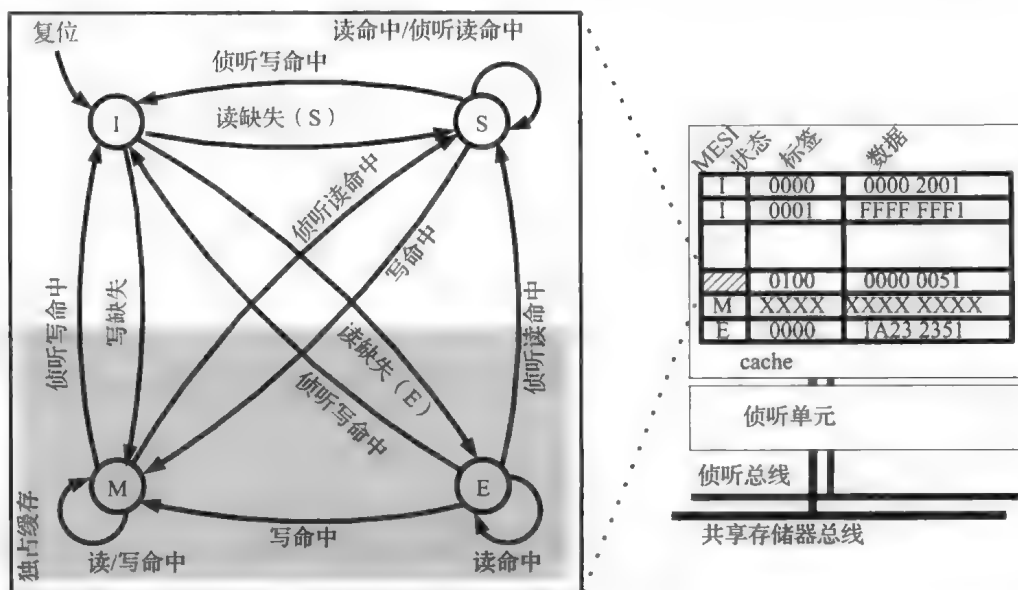 复位
读命中/侦听读命中
侦听写命中
I
读缺失（S）
S
侦听读命中
写命中
侦听写命中
写缺失
读缺失（E）
侦听写命中
侦听读命中
M
E
写命中
读/写命中
读命中
独占缓存
MESI
状态
标签
数据
I 0000 0000 2001
I 0001 FFFF FFF1
0100 0000 0051
M XXXX XXXX XXXX
E 0000 1A23 2351
cache
侦听单元
侦听总线
共享存储器总线